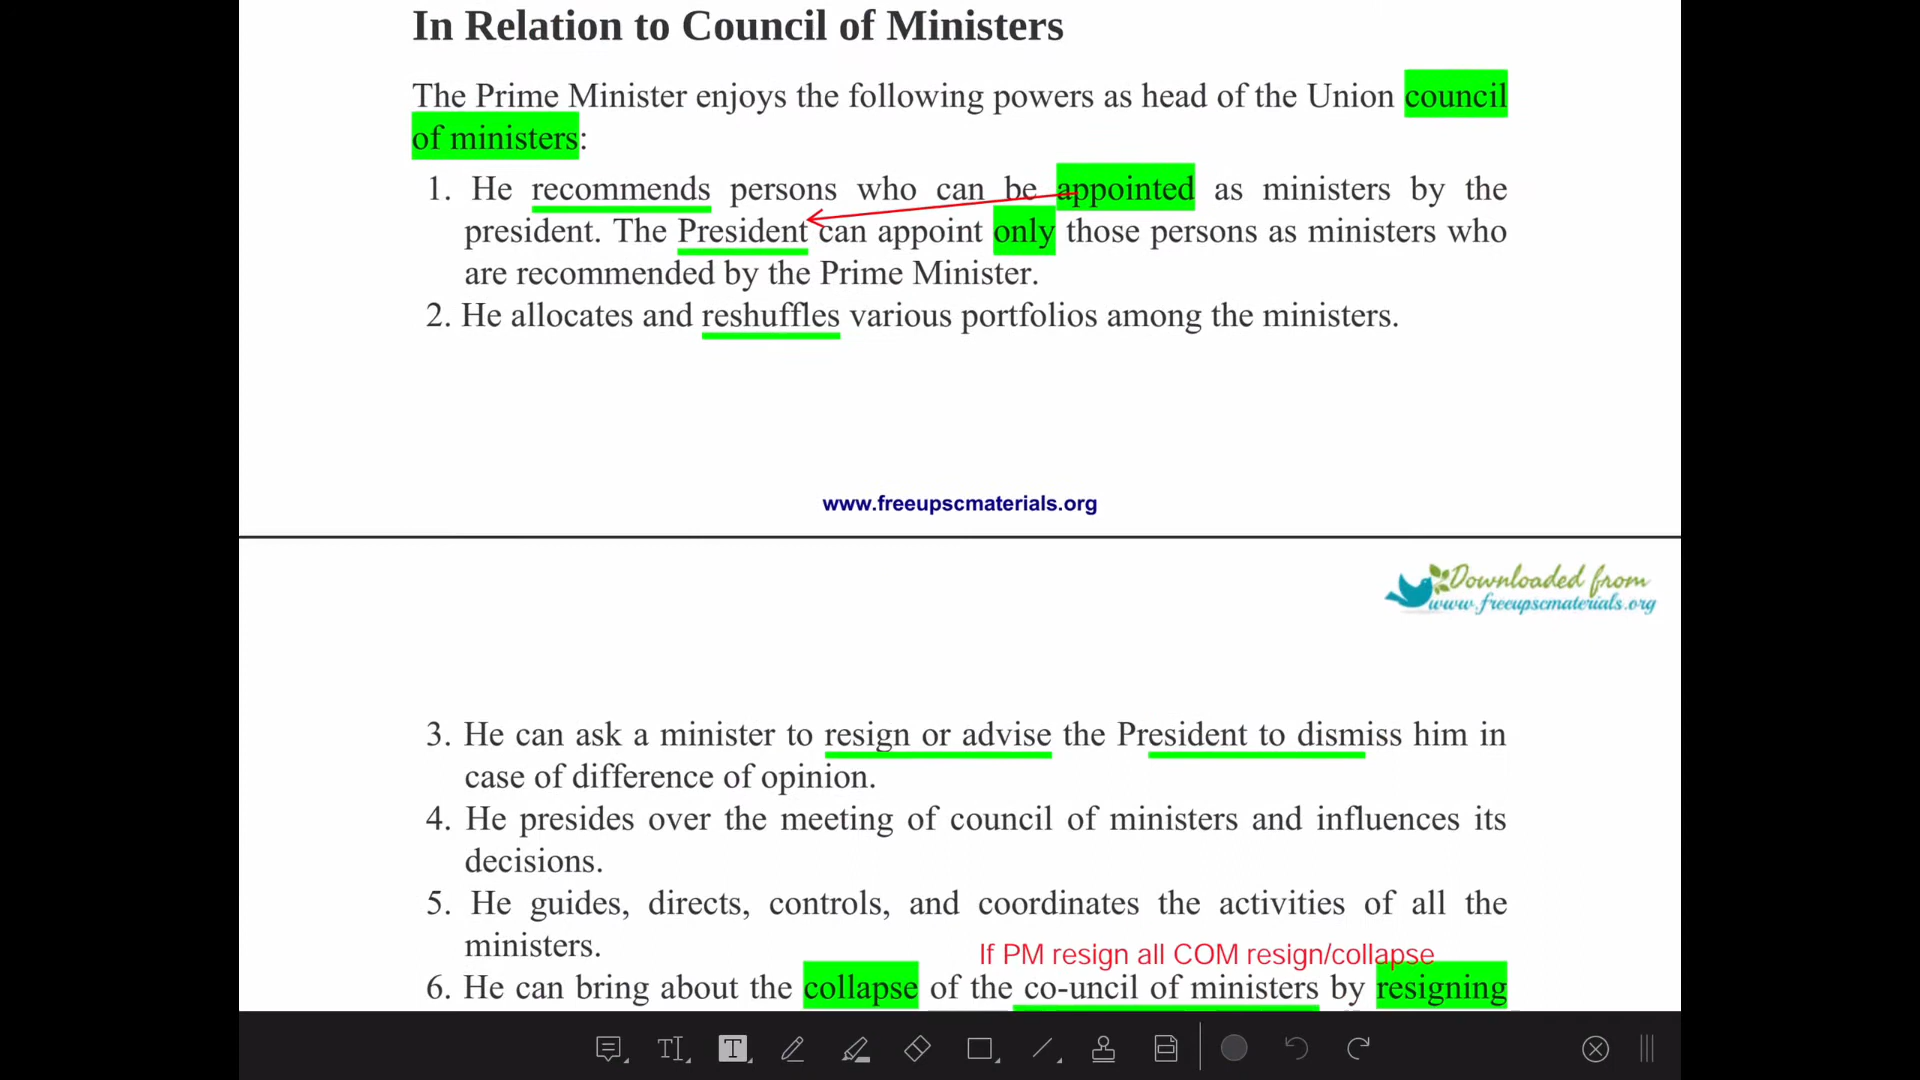 In Relation to Council of Ministers
The Prime Minister enjoys the following powers as head of the Union council
of ministers:
1. He recommends persons who can be appointed as ministers by the
president. The President can appoint only those persons as ministers who
are recommended by the Prime Minister.
2. He allocates and reshuffles various portfolios among the ministers.
www.freeupscmaterials.org
Downloaded from
www.freeupscmaterials.org
3. He can ask a minister to resign or advise the President to dismiss him in
case of difference of opinion.
4. He presides over the meeting of council of ministers and influences its
decisions.
5. He guides, directs, controls, and coordinates the activities of all the
ministers.
If PM resign all COM resign/collapse
6. He can bring about the collapse of the co-uncil of ministers by resigning